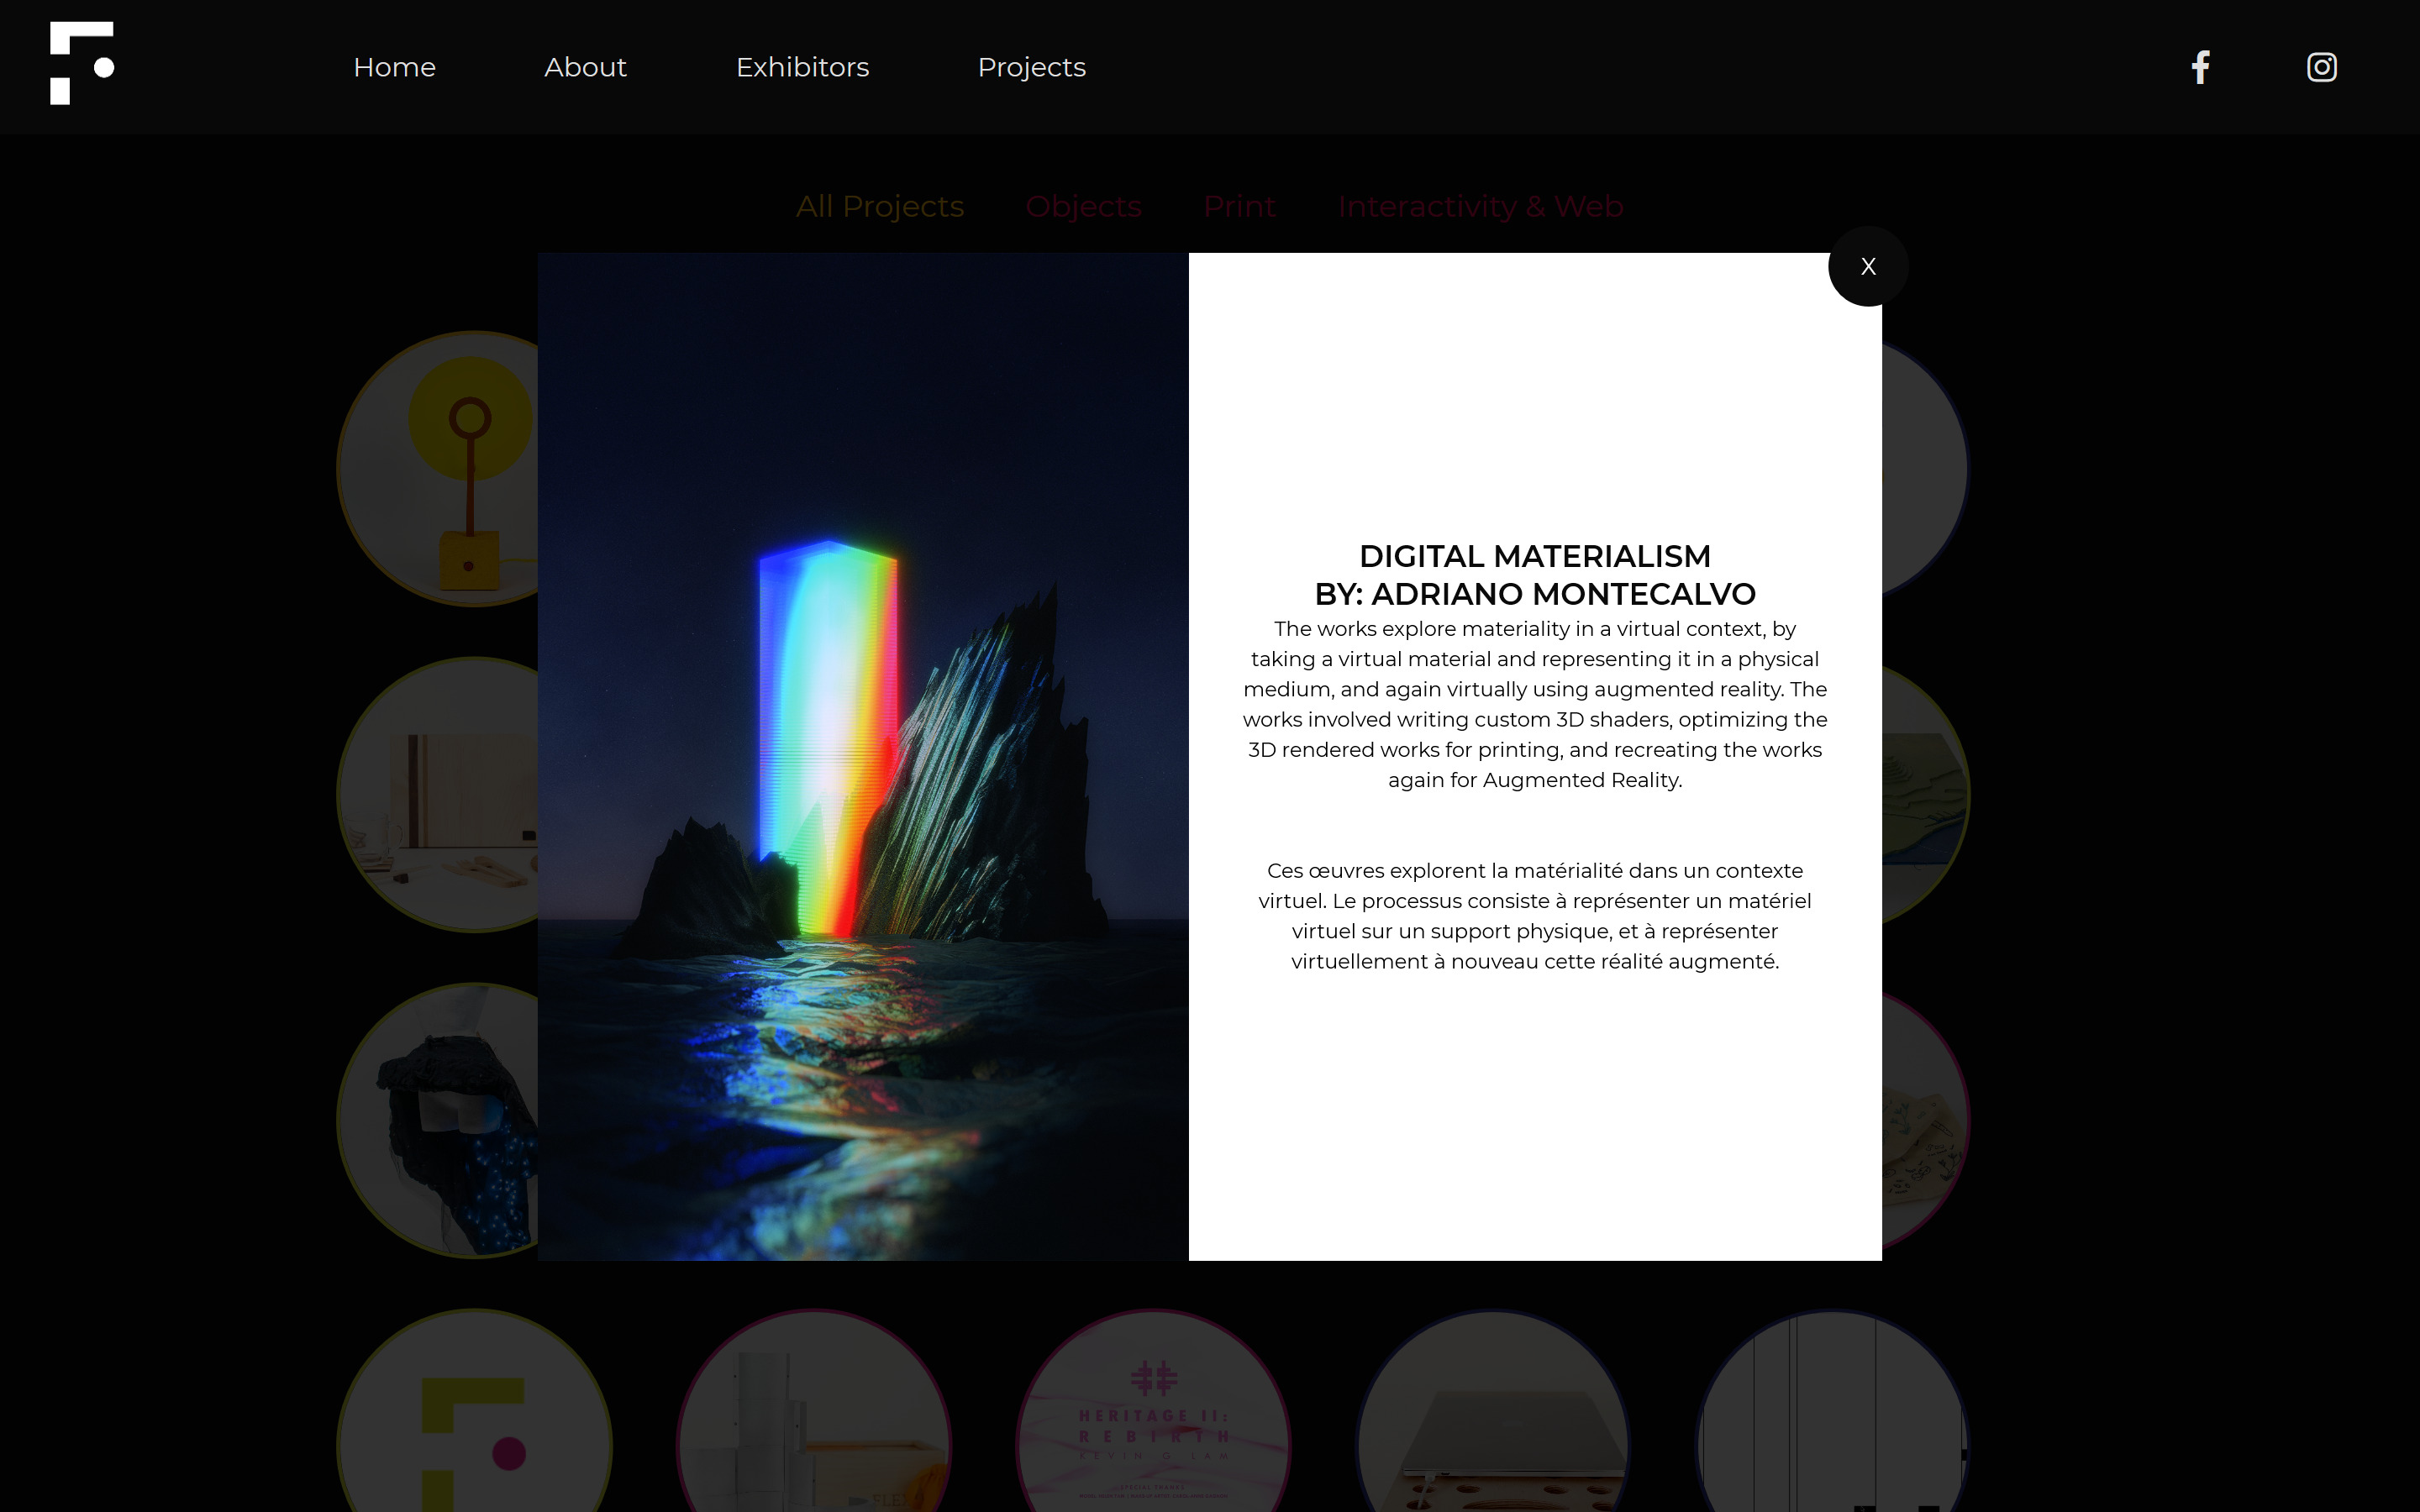 Home
About
Exhibitors
Projects
All Projects
Objects
Print
Interactivity & Web
X
DIGITAL MATERIALISM
BY: ADRIANO MONTECALVO
The works explore materiality in a virtual context, by
taking a virtual material and representing it in a physical
medium, and again virtually using augmented reality. The
works involved writing custom 3D shaders, optimizing the
3D rendered works for printing, and recreating the works
again for Augmented Reality.
Ces œuvres explorent la matérialité dans un contexte
virtuel. Le processus consiste à représenter un matériel
virtuel sur un support physique, et à représenter
virtuellement à nouveau cette réalité augmenté.
HERITAGE II:
REBIRTH
KEVIN G LAM
SPECIAL THANKS